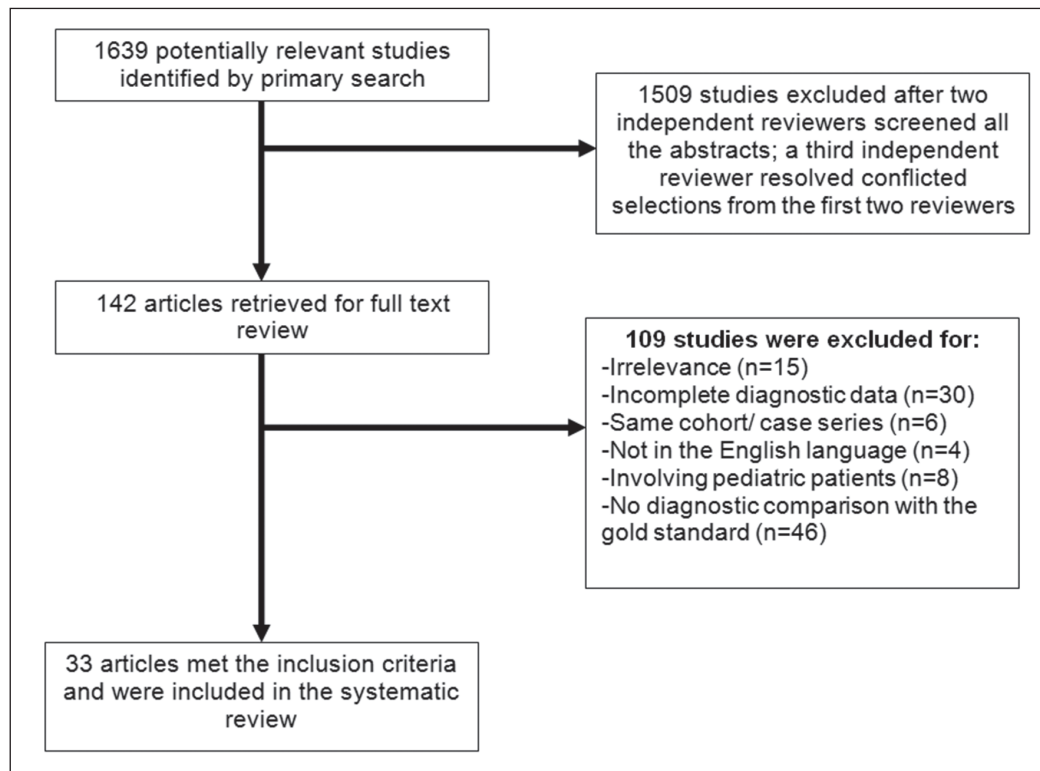 1639 potentially relevant studies
identified by primary search
1509 studies excluded after two
independent reviewers screened all
the abstracts; a third independent
reviewer resolved conflicted
selections from the first two reviewers
142 articles retrieved for full text
review
109 studies were excluded for:
-Irrelevance (n=15)
-Incomplete diagnostic data (n=30)
-Same cohort/ case series (n=6)
-Not in the English language (n=4)
-Involving pediatric patients (n=8)
-No diagnostic comparison with the
gold standard (n=46)
33 articles met the inclusion criteria
and were included in the systematic
review